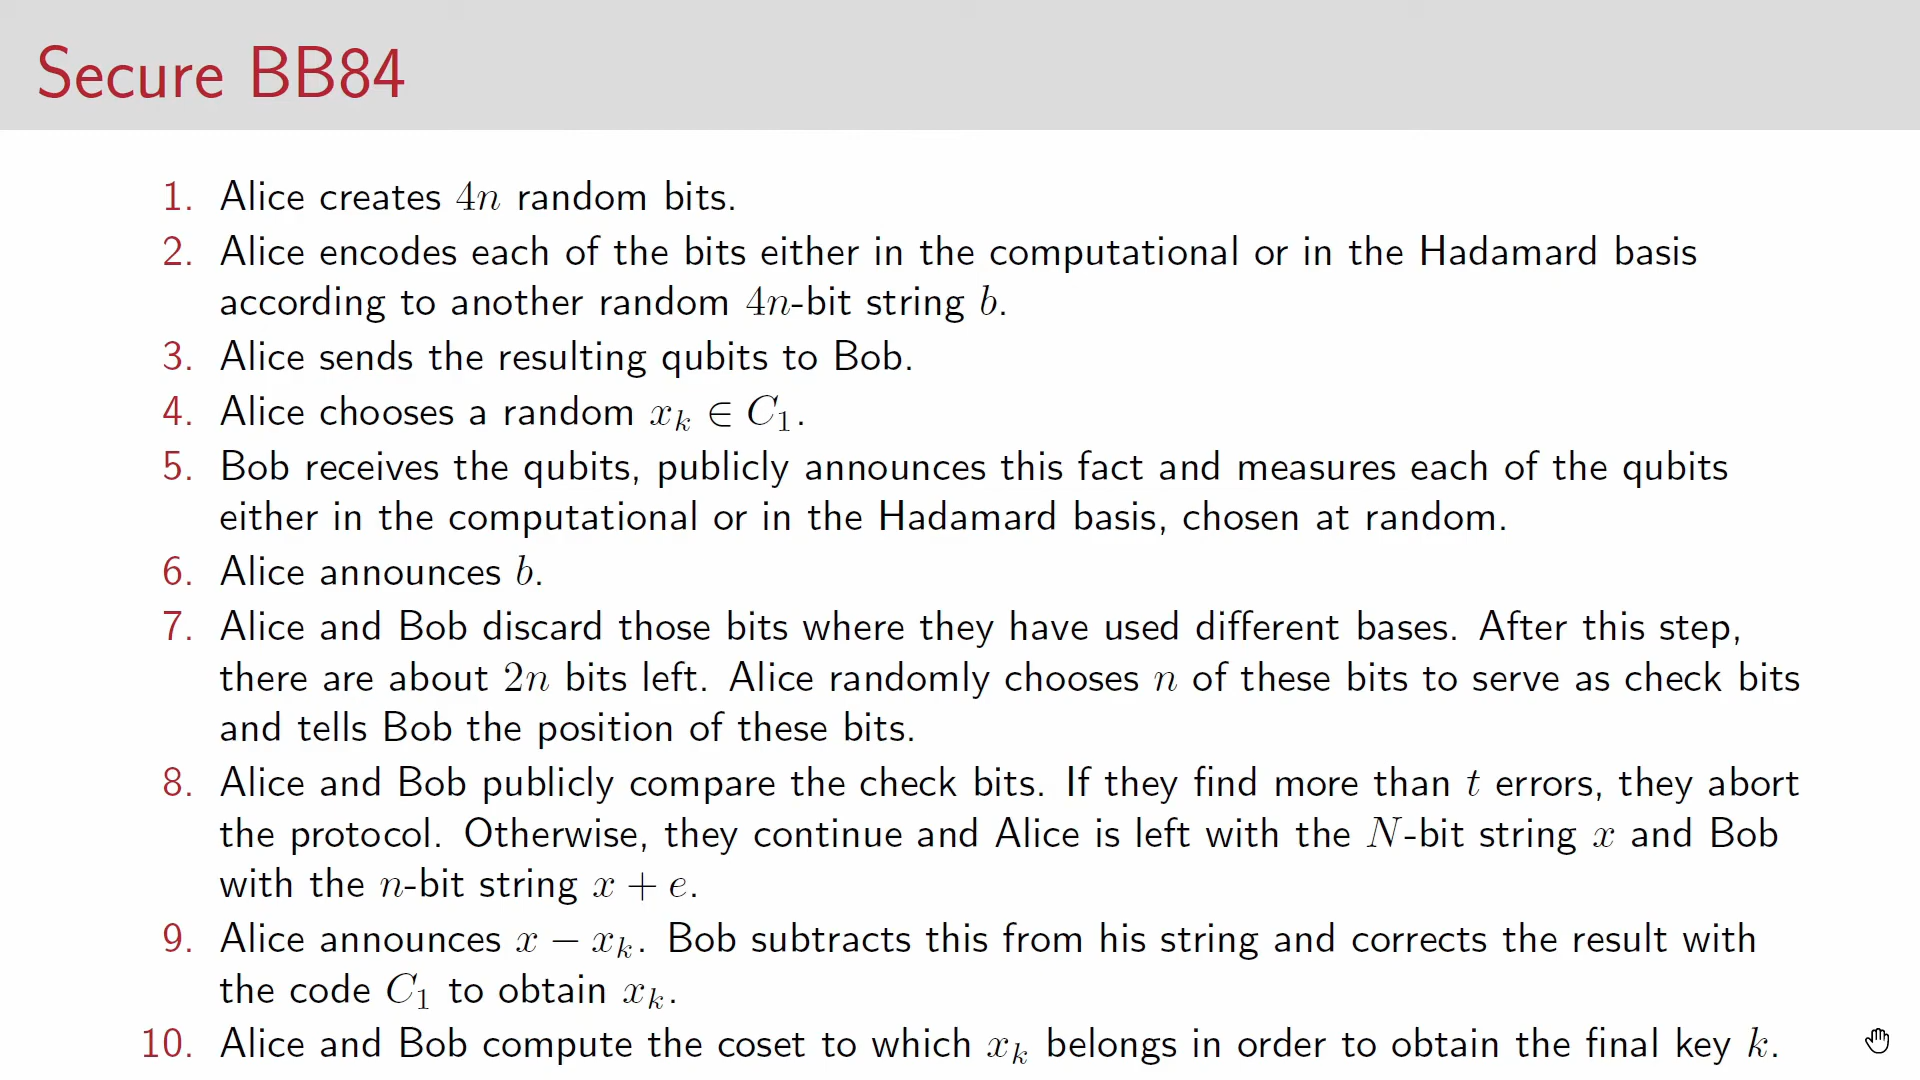 Secure BB84
1. Alice creates 4n random bits.
2. Alice encodes each of the bits either in the computational or in the Hadamard basis
according to another random 4n-bit string b.
3. Alice sends the resulting qubits to Bob.
4. Alice chooses a random x_k ∈ C_1.
5. Bob receives the qubits, publicly announces this fact and measures each of the qubits
either in the computational or in the Hadamard basis, chosen at random.
6. Alice announces b.
7. Alice and Bob discard those bits where they have used different bases. After this step,
there are about 2n bits left. Alice randomly chooses n of these bits to serve as check bits
and tells Bob the position of these bits.
8. Alice and Bob publicly compare the check bits. If they find more than t errors, they abort
the protocol. Otherwise, they continue and Alice is left with the N-bit string x and Bob
with the n-bit string x + e.
9. Alice announces x − x_k. Bob subtracts this from his string and corrects the result with
the code C_1 to obtain x_k.
10. Alice and Bob compute the coset to which x_k belongs in order to obtain the final key k.